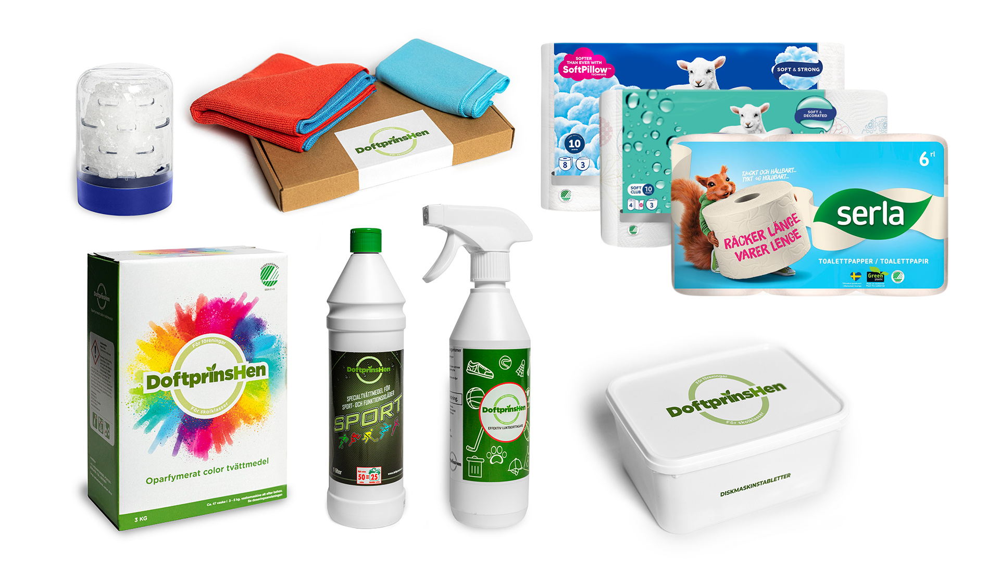 DoftprinsHen
SOFTER
THAN EVER WITH
SoftPillow™
TECHNIQUE
SOFT & STRONG
10
8
3
SOFT &
DECORATED
SOFT
CLUB
10
4
3
6 rl
TJOCKT OCH HÅLLBART...
TYKT OG HOLDBART...
serla
RÄCKER LÄNGE
VARER LENGE
TOALETTPAPPER / TOALETTPAPIR
Green
plastic
SVANENMÄRKET
DoftprinsHen
För föreningar
DoftprinsHen
För skolklasser
Oparfymerat color tvättmedel
Ca. 47 vaske i 3 - 5 kg. vaskemaskine alt efter behov.
Se doseringsanvisningen
3 KG
DoftprinsHen
SPECIALTVÄTTMEDEL FÖR
SPORT- OCH FUNKTIONSKLÄDER
SPORT
1 liter
50=25
DoftprinsHen
EFFEKTIV LUKTBORTTAGARE
För föreningar
DoftprinsHen
För skolklasser
DISKMASKINSTABLETTER